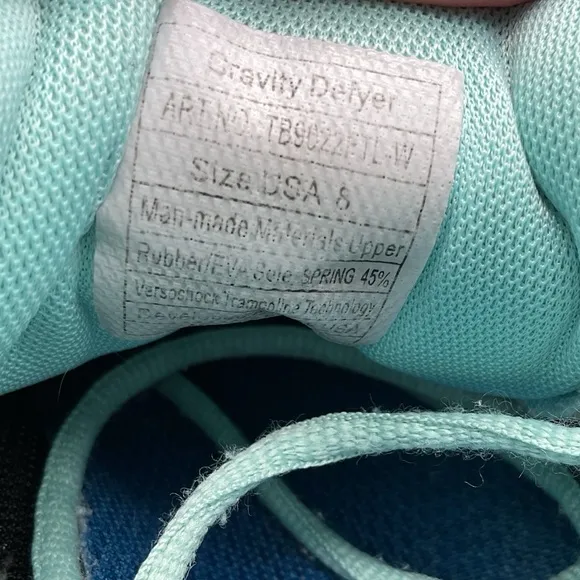 Gravity Defyer
ART NO. TB9022FTL-W
Size USA 8
Man-made Materials Upper
Rubber/EVA Sole, SPRING 45%
Versoshock Trampoline Technology
USA